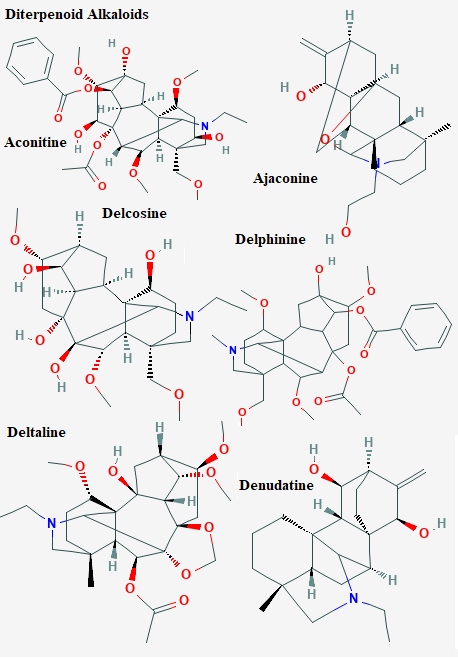 Diterpenoid Alkaloids
Aconitine
Ajaconine
Delcosine
Delphinine
Deltaline
Denudatine